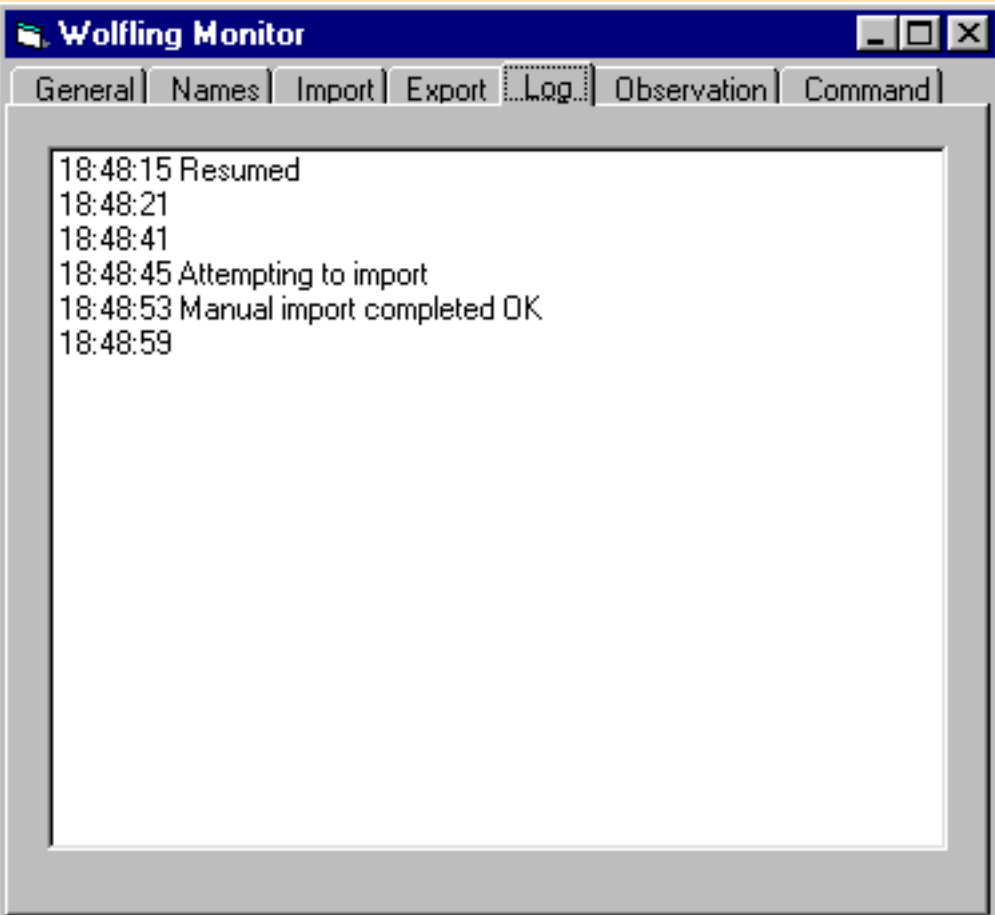 Wolfling Monitor
General Names Import Export Log Observation Command
18:48:15 Resumed
18:48:21
18:48:41
18:48:45 Attempting to import
18:48:53 Manual import completed OK
18:48:59